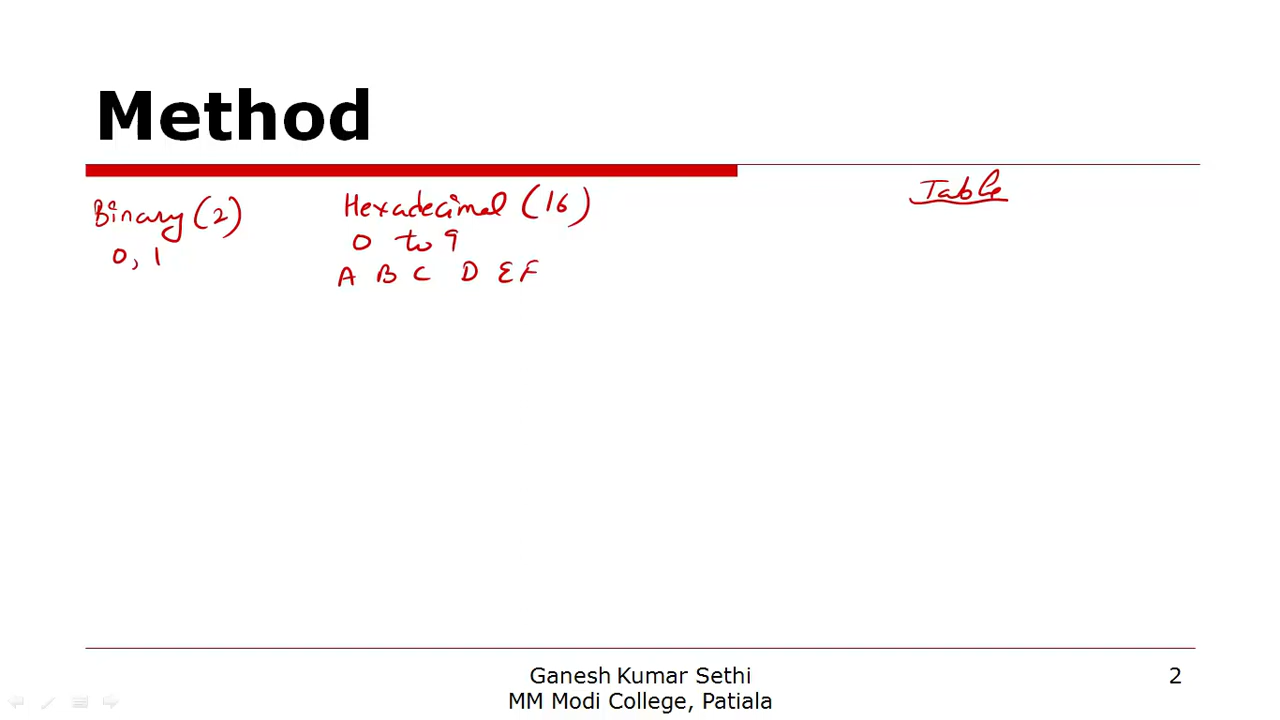 Method
Binary (2)
0, 1
Hexadecimal (16)
0 to 9
A B C D E F
Table
Ganesh Kumar Sethi
MM Modi College, Patiala
2